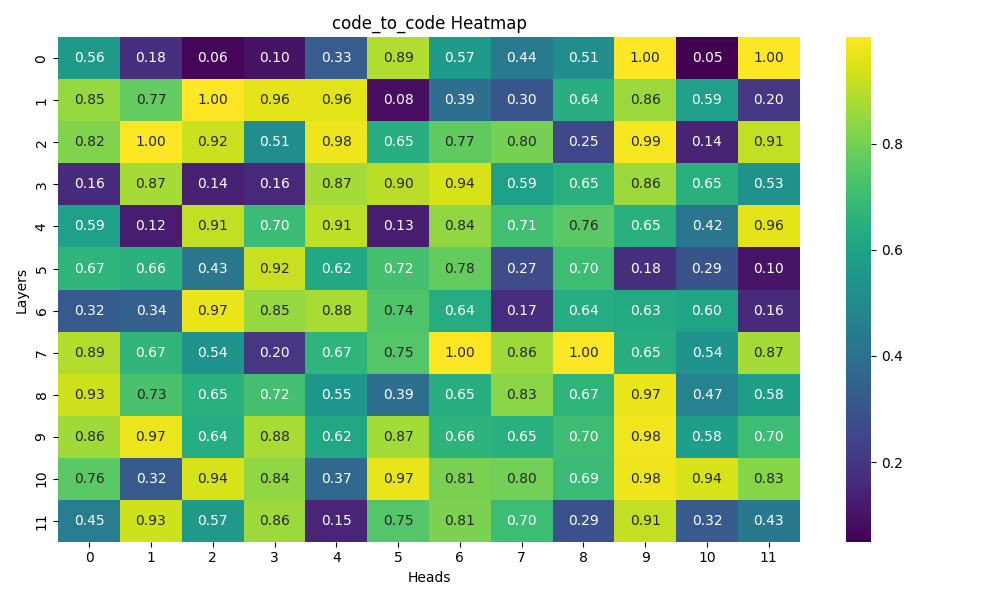 code_to_code Heatmap
0 0.56 0.18 0.06 0.10 0.33 0.89 0.57 0.44 0.51 1.00 0.05 1.00
1 0.85 0.77 1.00 0.96 0.96 0.08 0.39 0.30 0.64 0.86 0.59 0.20
2 0.82 1.00 0.92 0.51 0.98 0.65 0.77 0.80 0.25 0.99 0.14 0.91
3 0.16 0.87 0.14 0.16 0.87 0.90 0.94 0.59 0.65 0.86 0.65 0.53
4 0.59 0.12 0.91 0.70 0.91 0.13 0.84 0.71 0.76 0.65 0.42 0.96
5 0.67 0.66 0.43 0.92 0.62 0.72 0.78 0.27 0.70 0.18 0.29 0.10
6 0.32 0.34 0.97 0.85 0.88 0.74 0.64 0.17 0.64 0.63 0.60 0.16
7 0.89 0.67 0.54 0.20 0.67 0.75 1.00 0.86 1.00 0.65 0.54 0.87
8 0.93 0.73 0.65 0.72 0.55 0.39 0.65 0.83 0.67 0.97 0.47 0.58
9 0.86 0.97 0.64 0.88 0.62 0.87 0.66 0.65 0.70 0.98 0.58 0.70
10 0.76 0.32 0.94 0.84 0.37 0.97 0.81 0.80 0.69 0.98 0.94 0.83
11 0.45 0.93 0.57 0.86 0.15 0.75 0.81 0.70 0.29 0.91 0.32 0.43
0 1 2 3 4 5 6 7 8 9 10 11
Heads
Layers
0.8
0.6
0.4
0.2